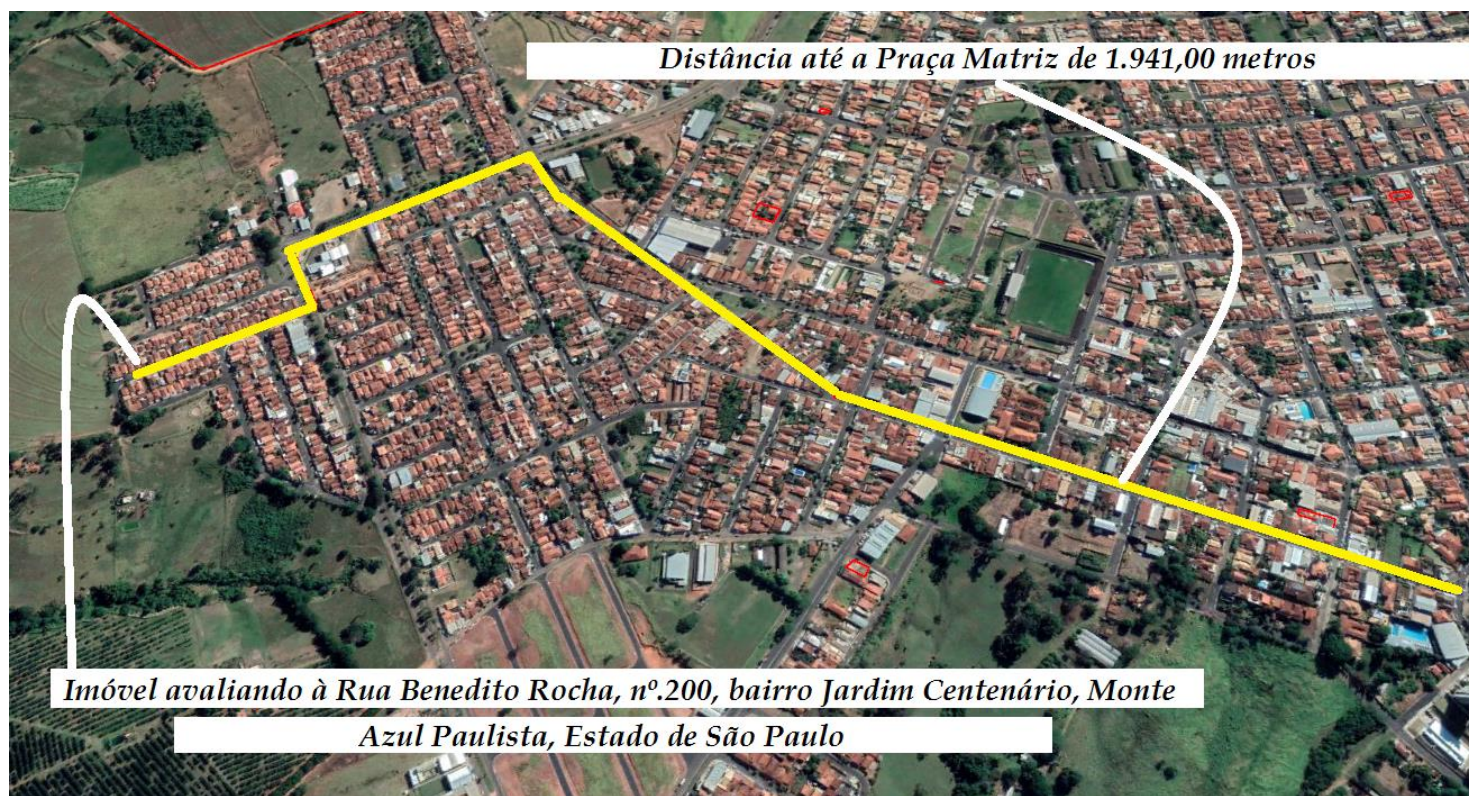 Distância até a Praça Matriz de 1.941,00 metros
Imóvel avaliando à Rua Benedito Rocha, nº.200, bairro Jardim Centenário, Monte
Azul Paulista, Estado de São Paulo